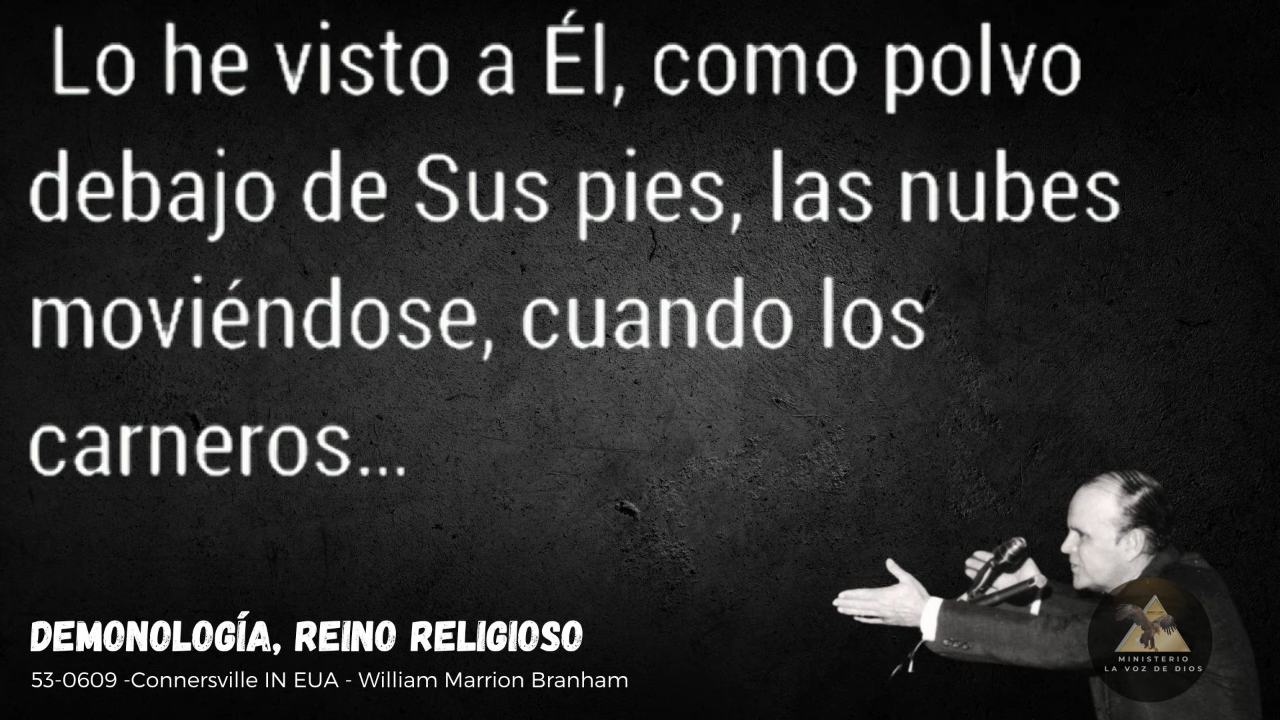 Lo he visto a Él, como polvo
debajo de Sus pies, las nubes
moviéndose, cuando los
carneros...
DEMONOLOGÍA, REINO RELIGIOSO
53-0609 -Connersville IN EUA - William Marrion Branham
MINISTERIO
LA VOZ DE DIOS